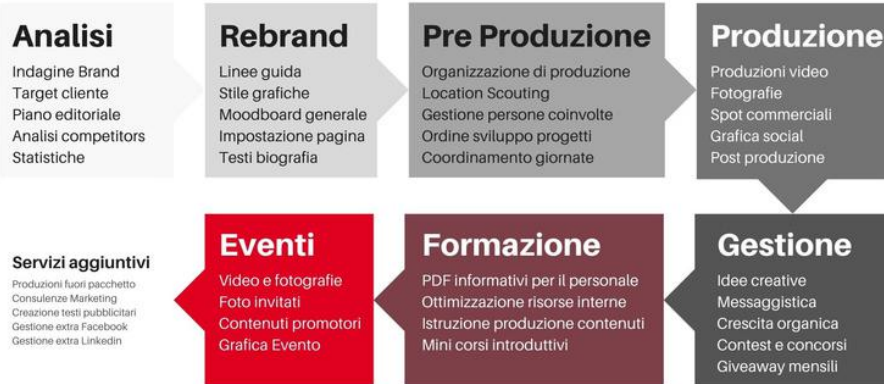 Analisi
Indagine Brand
Target cliente
Piano editoriale
Analisi competitors
Statistiche
Rebrand
Linee guida
Stile grafiche
Moodboard generale
Impostazione pagina
Testi biografia
Pre Produzione
Organizzazione di produzione
Location Scouting
Gestione persone coinvolte
Ordine sviluppo progetti
Coordinamento giornate
Produzione
Produzioni video
Fotografie
Spot commerciali
Grafica social
Post produzione
Gestione
Idee creative
Messaggistica
Crescita organica
Contest e concorsi
Giveaway mensili
Formazione
PDF informativi per il personale
Ottimizzazione risorse interne
Istruzione produzione contenuti
Mini corsi introduttivi
Eventi
Video e fotografie
Foto invitati
Contenuti promotori
Grafica Evento
Servizi aggiuntivi
Produzioni fuori pacchetto
Consulenze Marketing
Creazione testi pubblicitari
Gestione extra Facebook
Gestione extra Linkedin